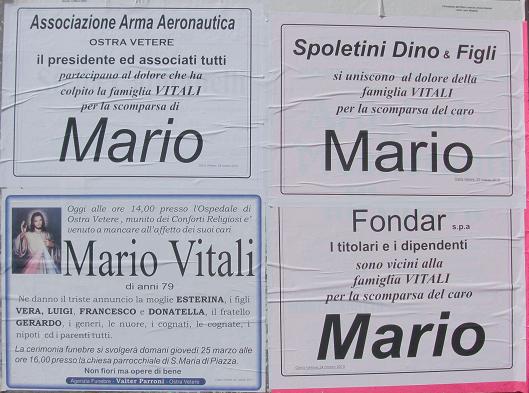 Associazione Arma Aeronautica
OSTRA VETERE
il presidente ed associati tutti
partecipano al dolore che ha
colpito la famiglia VITALI
per la scomparsa di
Mario
Spoletini Dino & Figli
si uniscono al dolore della
famiglia VITALI
per la scomparsa del caro
Mario
Oggi alle ore 14,00 presso l'Ospedale di
Ostra Vetere , munito dei Conforti Religiosi e'
venuto a mancare all'affetto dei suoi cari
Mario Vitali
di anni 79
Ne danno il triste annuncio la moglie ESTERINA, i figli
VERA, LUIGI, FRANCESCO e DONATELLA, il fratello
GERARDO, i generi, le nuore, i cognati, le cognate, i
nipoti ed i parenti tutti.
La cerimonia funebre si svolgerà domani giovedì 25 marzo alle
ore 16,00 presso la chiesa parrocchiale di S.Maria di Piazza.
Non fiori ma opere di bene
Agenzia Funebre - Valter Parroni - Ostra Vetere
Fondar s.p.a
I titolari e i dipendenti
sono vicini alla
famiglia VITALI
per la scomparsa del caro
Mario